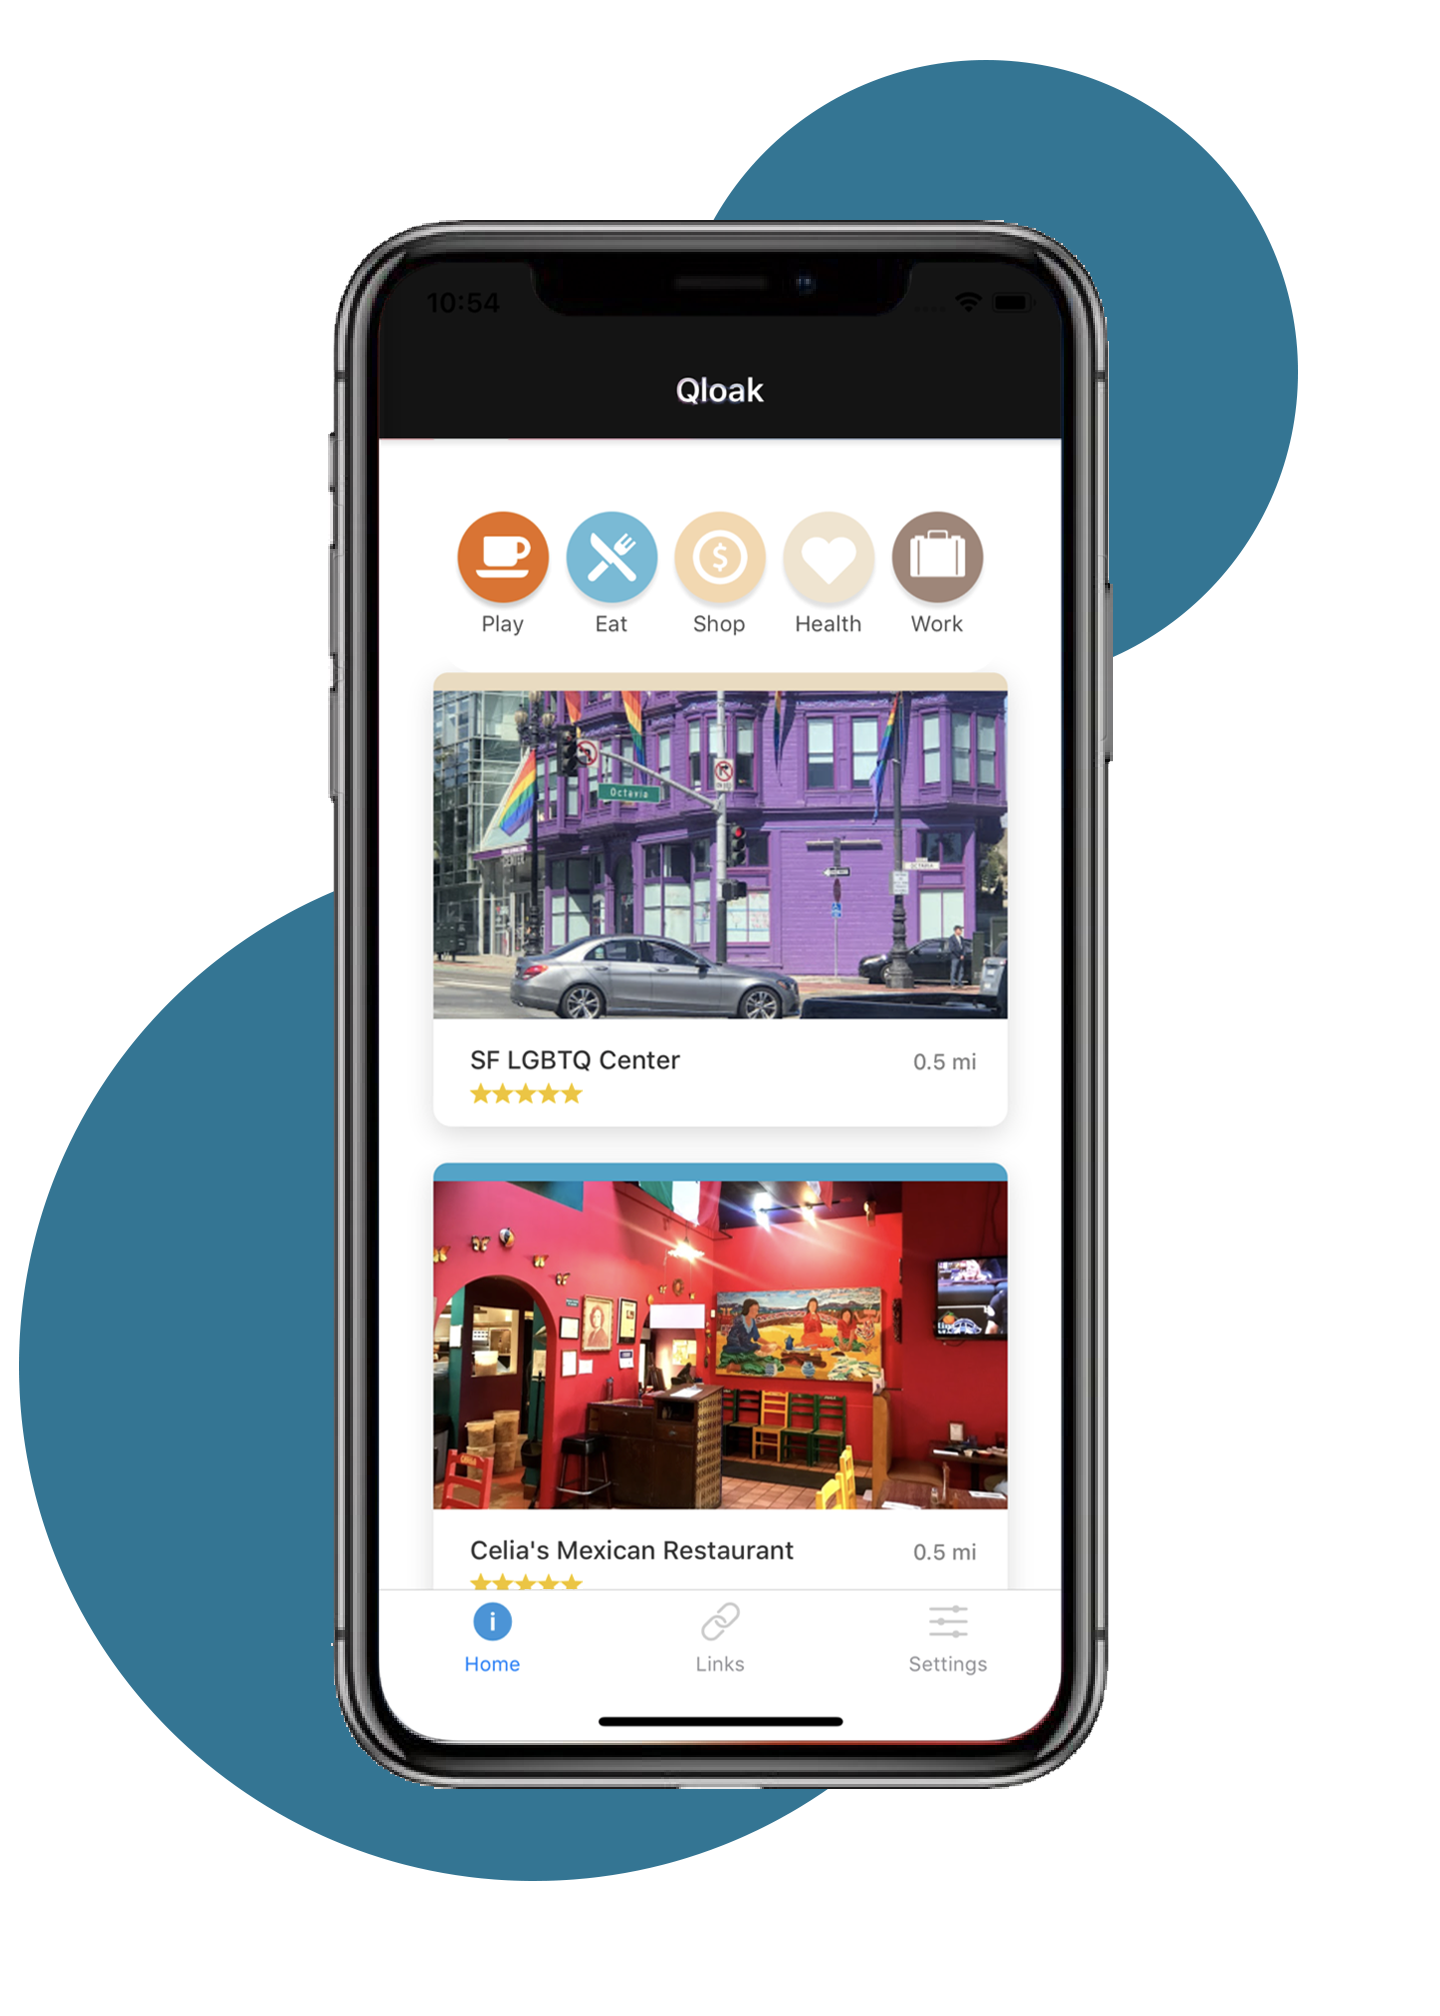 10:54
Qloak
Play
Eat
Shop
Health
Work
Octavia
SF LGBTQ Center
0.5 mi
Celia's Mexican Restaurant
0.5 mi
Home
Links
Settings